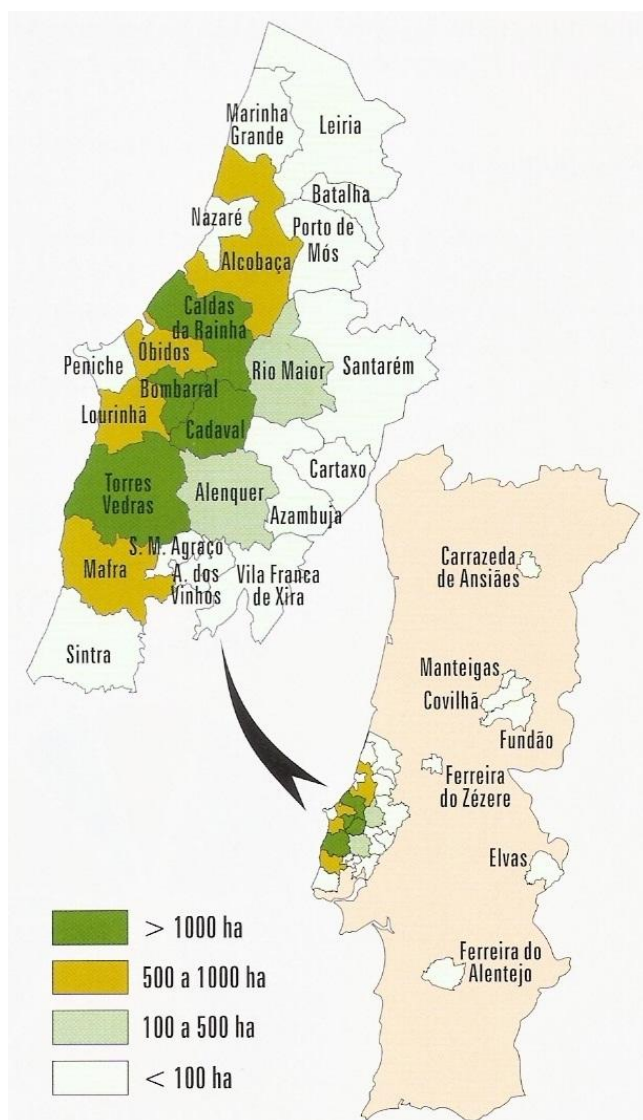 Marinha
Grande
Leiria
Batalha
Nazaré
Porto de
Mós
Alcobaça
Caldas
da Rainha
Óbidos
Peniche
Rio Maior
Santarém
Bombarral
Lourinhã
Cadaval
Cartaxo
Torres
Vedras
Alenquer
Azambuja
S. M. Agraço
Mafra
A. dos
Vinhos
Vila Franca
de Xira
Sintra
Carrazeda
de Ansiães
Manteigas
Covilhã
Fundão
Ferreira
do Zézere
Elvas
Ferreira do
Alentejo
> 1000 ha
500 a 1000 ha
100 a 500 ha
< 100 ha